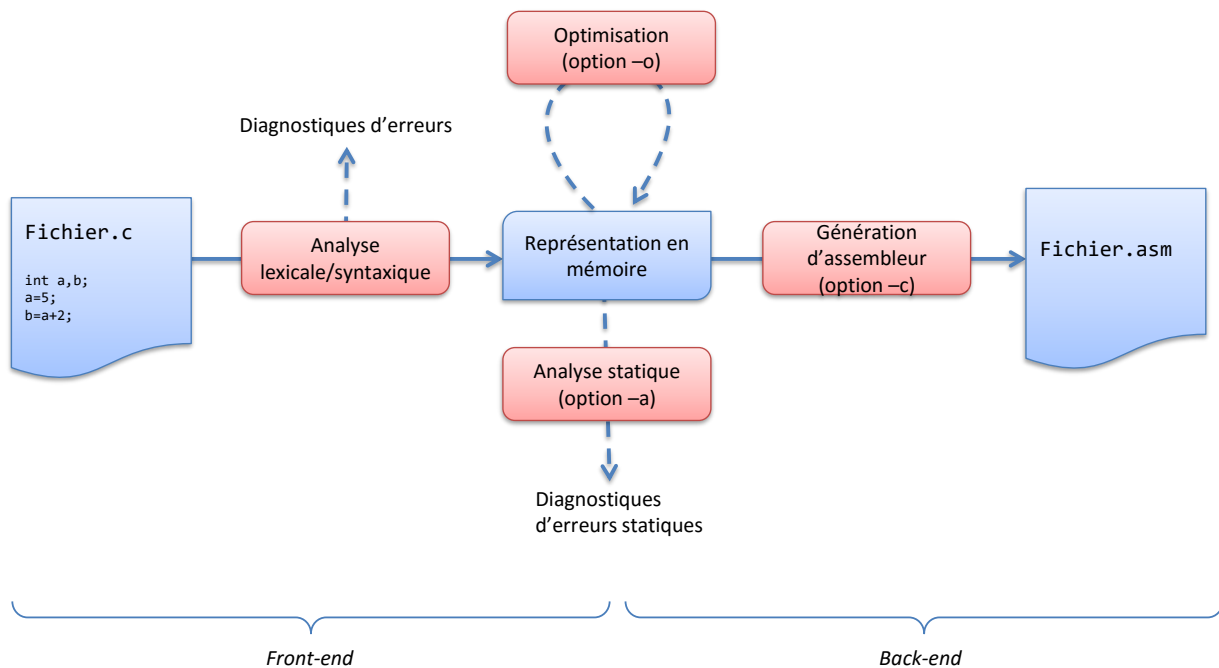 Optimisation
(option –o)
Diagnostiques d’erreurs
Fichier.c
int a,b;
a=5;
b=a+2;
Analyse
lexicale/syntaxique
Représentation en
mémoire
Génération
d’assembleur
(option –c)
Fichier.asm
Analyse statique
(option –a)
Diagnostiques
d’erreurs statiques
Front-end
Back-end